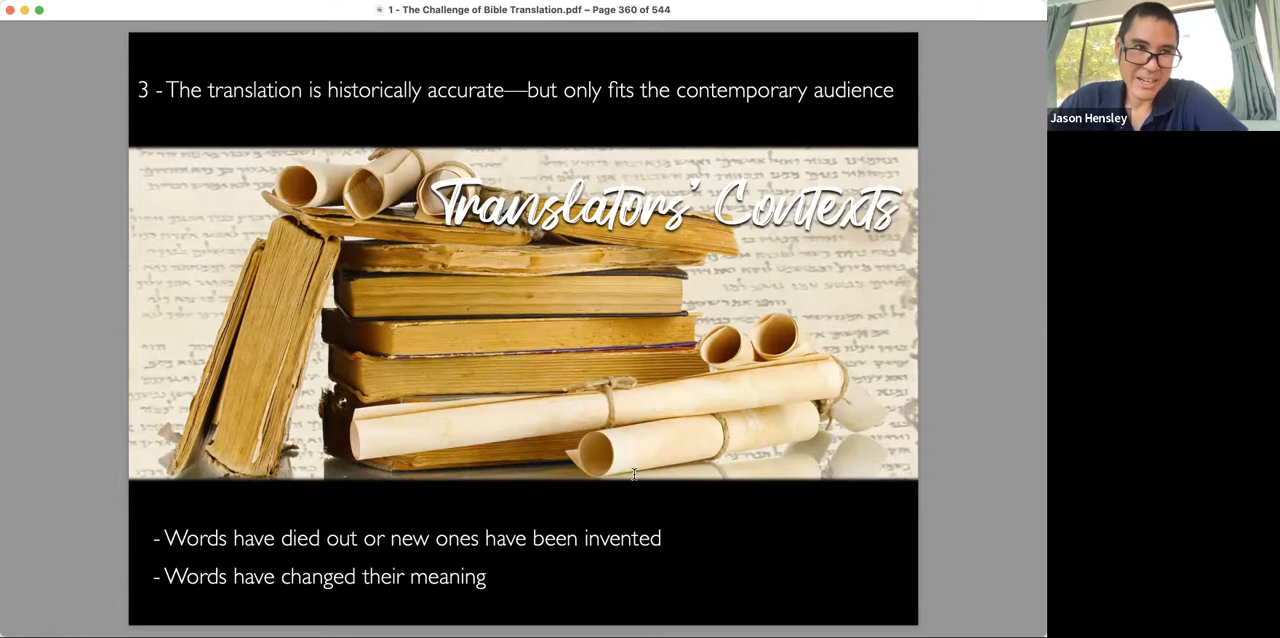 1 - The Challenge of Bible Translation.pdf – Page 360 of 544
Jason Hensley
3 - The translation is historically accurate—but only fits the contemporary audience
Translators' Contexts
- Words have died out or new ones have been invented
- Words have changed their meaning